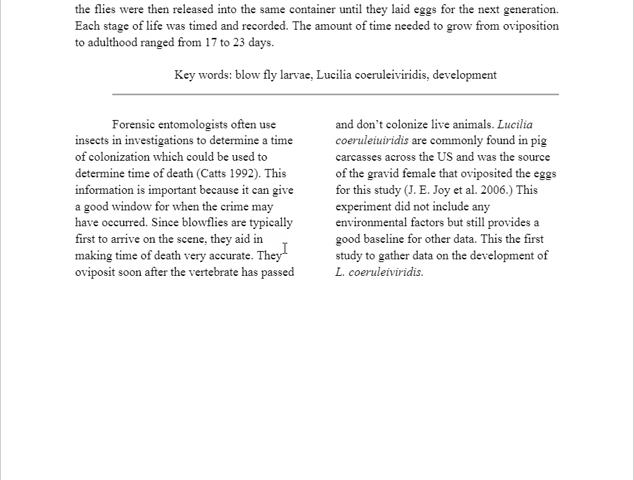 the flies were then released into the same container until they laid eggs for the next generation.
Each stage of life was timed and recorded. The amount of time needed to grow from oviposition
to adulthood ranged from 17 to 23 days.
Key words: blow fly larvae, Lucilia coeruleiviridis, development
Forensic entomologists often use
insects in investigations to determine a time
of colonization which could be used to
determine time of death (Catts 1992). This
information is important because it can give
a good window for when the crime may
have occurred. Since blowflies are typically
first to arrive on the scene, they aid in
making time of death very accurate. They
oviposit soon after the vertebrate has passed
and don't colonize live animals. Lucilia
coeruleiuiridis are commonly found in pig
carcasses across the US and was the source
of the gravid female that oviposited the eggs
for this study (J. E. Joy et al. 2006.) This
experiment did not include any
environmental factors but still provides a
good baseline for other data. This the first
study to gather data on the development of
L. coeruleiviridis.